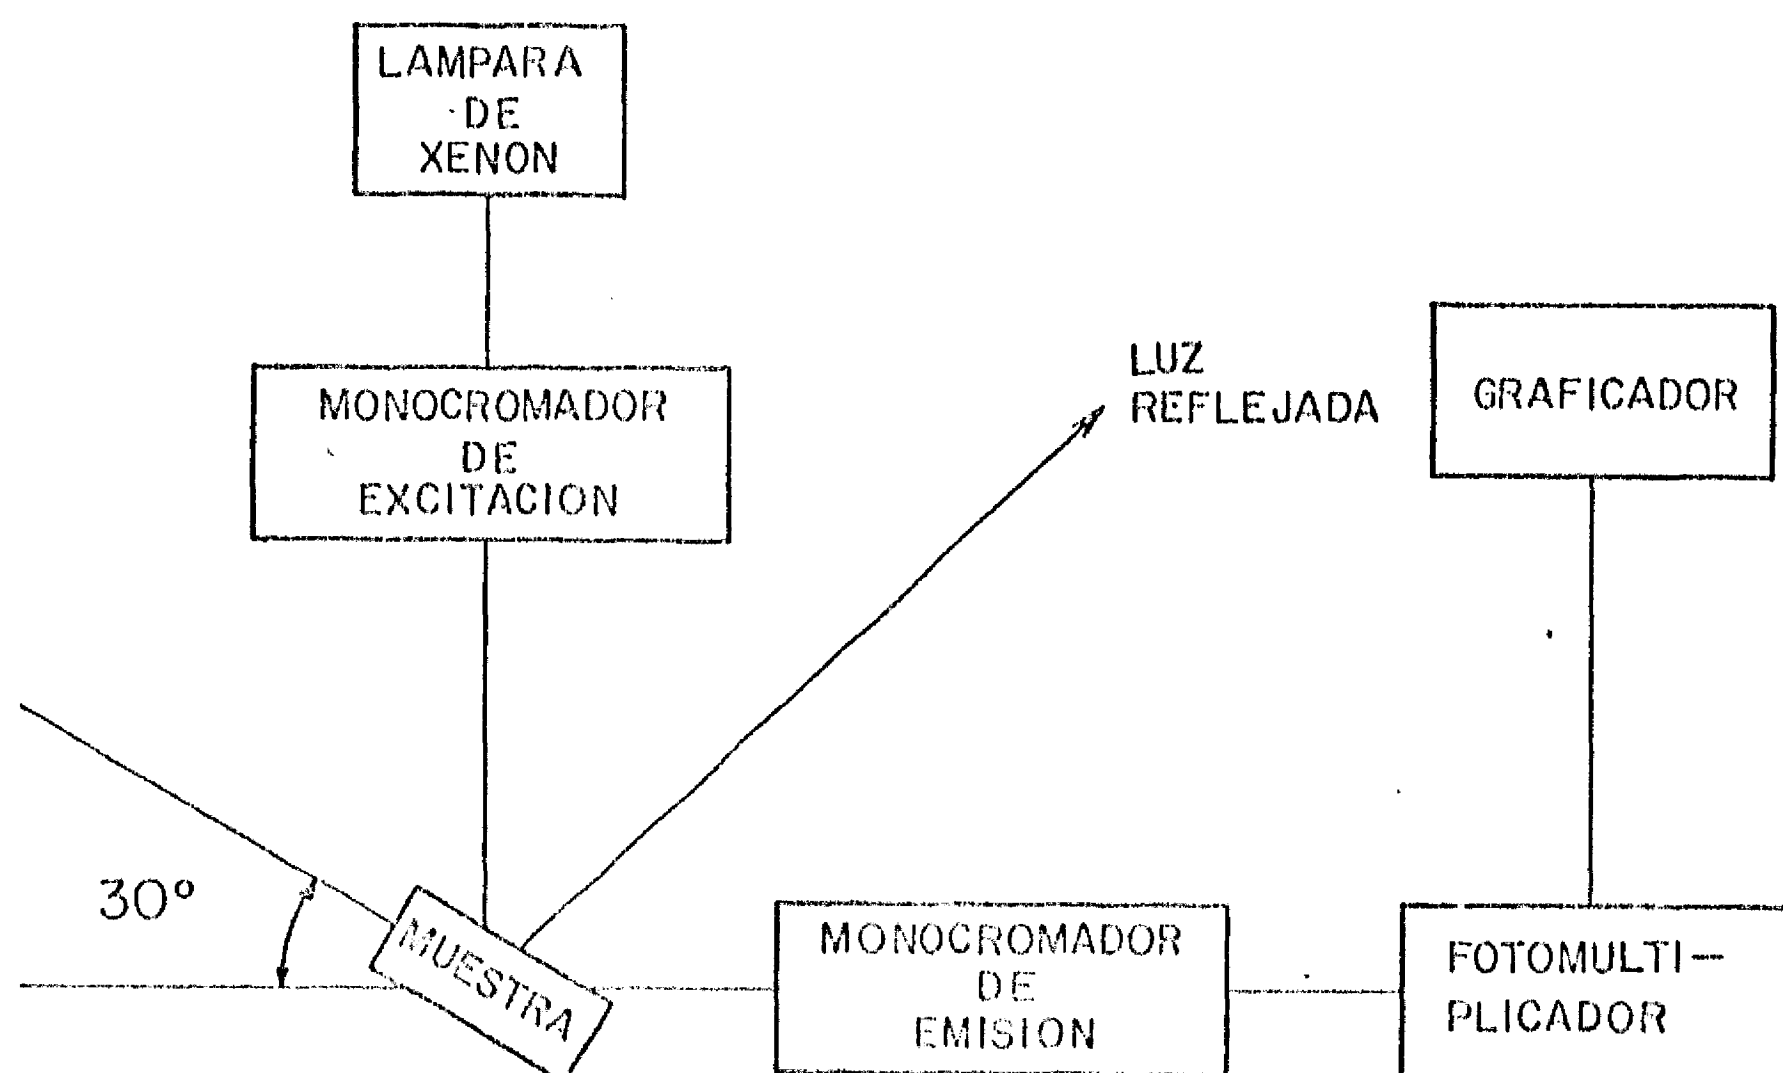 LAMPARA
DE
XENON
MONOCROMADOR
DE
EXCITACION
LUZ
REFLEJADA
GRAFICADOR
30°
MUESTRA
MONOCROMADOR
DE
EMISION
FOTOMULTI-
PLICADOR